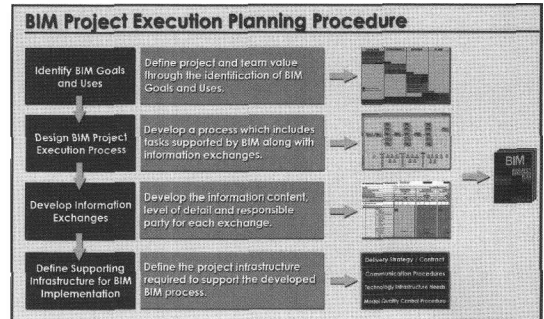 BIM Project Execution Planning Procedure
Identify BIM Goals
and Uses
Define project and team value
through the identification of BIM
Goals and Uses.
Design BIM Project
Execution Process
Develop a process which includes
tasks supported by BIM along with
information exchanges.
Develop Information
Exchanges
Develop the information content,
level of detail and responsible
party for each exchange.
Define Supporting
Infrastructure for BIM
Implementation
Define the project infrastructure
required to support the developed
BIM process.
Delivery Strategy / Contract
Communication Procedures
Technology Infrastructure Needs
Model Quality Control Procedures
BIM